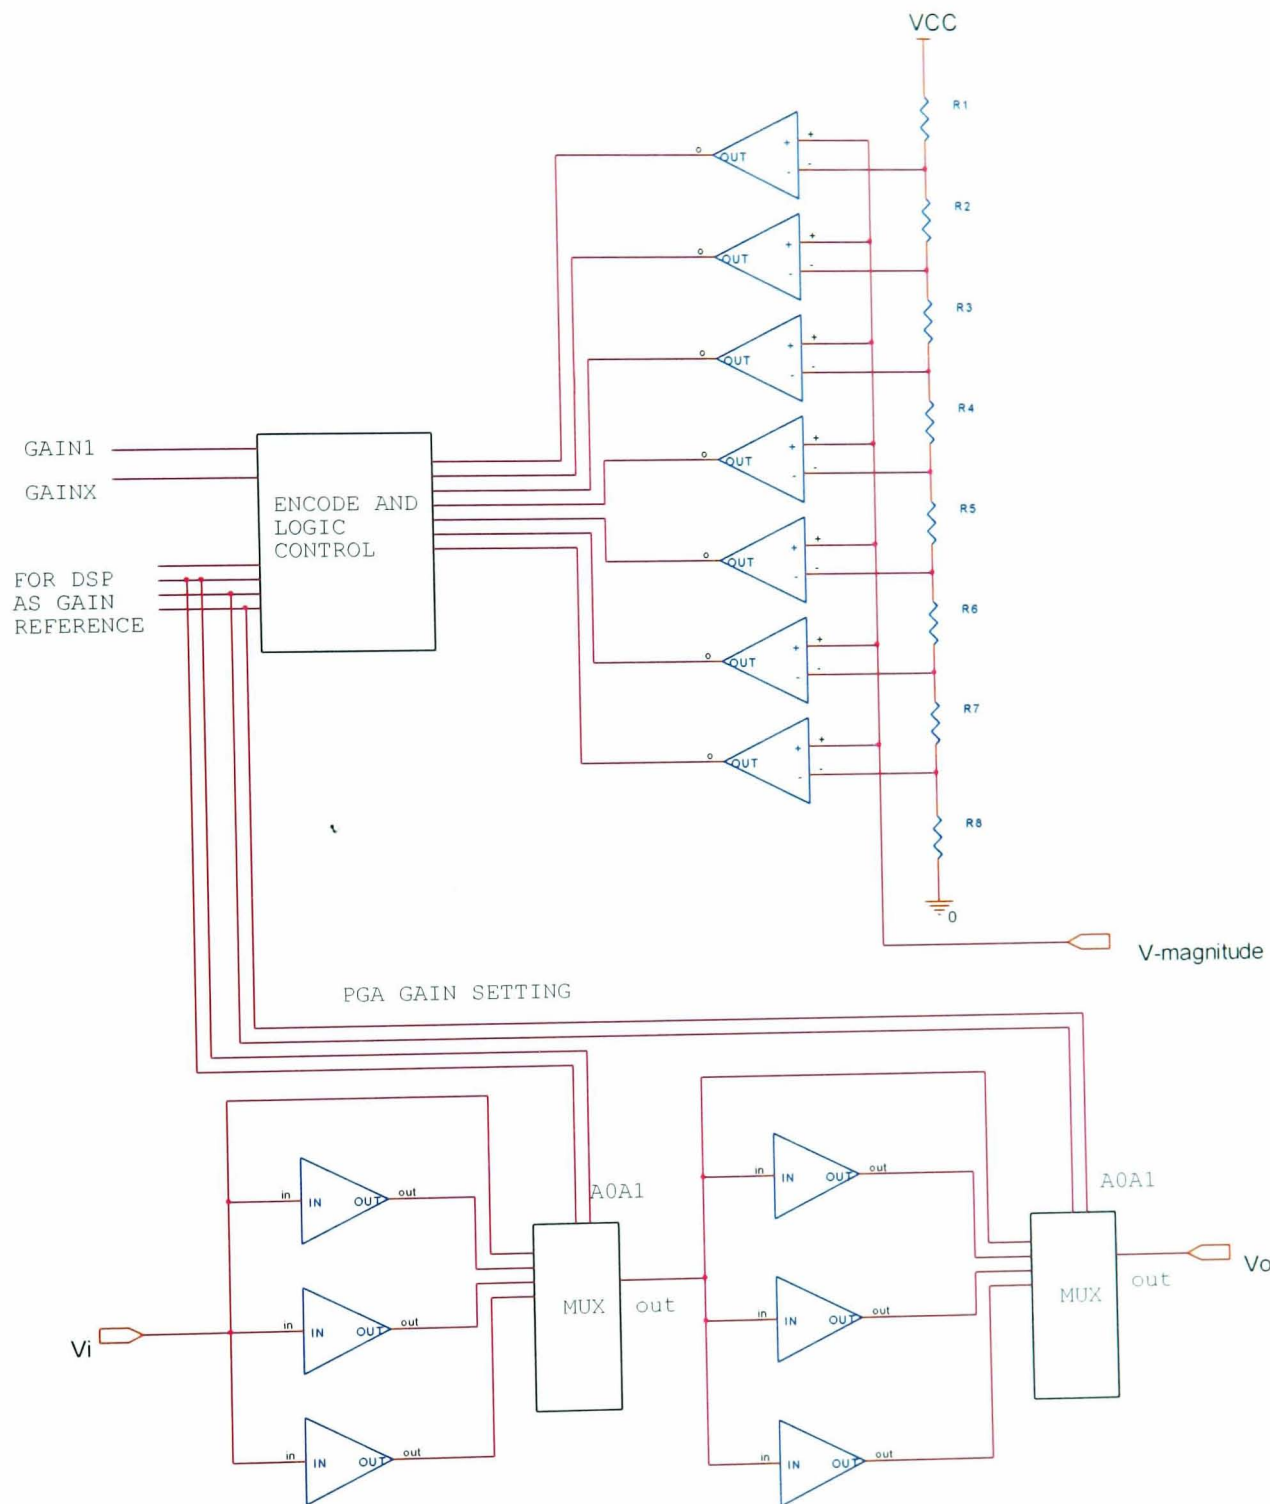 VCC
R1
+
+
O
OUT
-
-
R2
+
+
O
OUT
-
-
R3
+
+
O
OUT
-
-
R4
+
+
O
OUT
-
-
R5
+
+
O
OUT
-
-
R6
+
+
O
OUT
-
-
R7
+
+
O
OUT
-
-
R8
0
GAIN1
GAINX
ENCODE AND
LOGIC
CONTROL
FOR DSP
AS GAIN
REFERENCE
V-magnitude
PGA GAIN SETTING
in
IN
OUT
out
A0A1
in
IN
OUT
out
MUX
out
Vi
in
IN
OUT
out
in
IN
OUT
out
A0A1
in
IN
OUT
out
MUX
out
Vo
in
IN
OUT
out